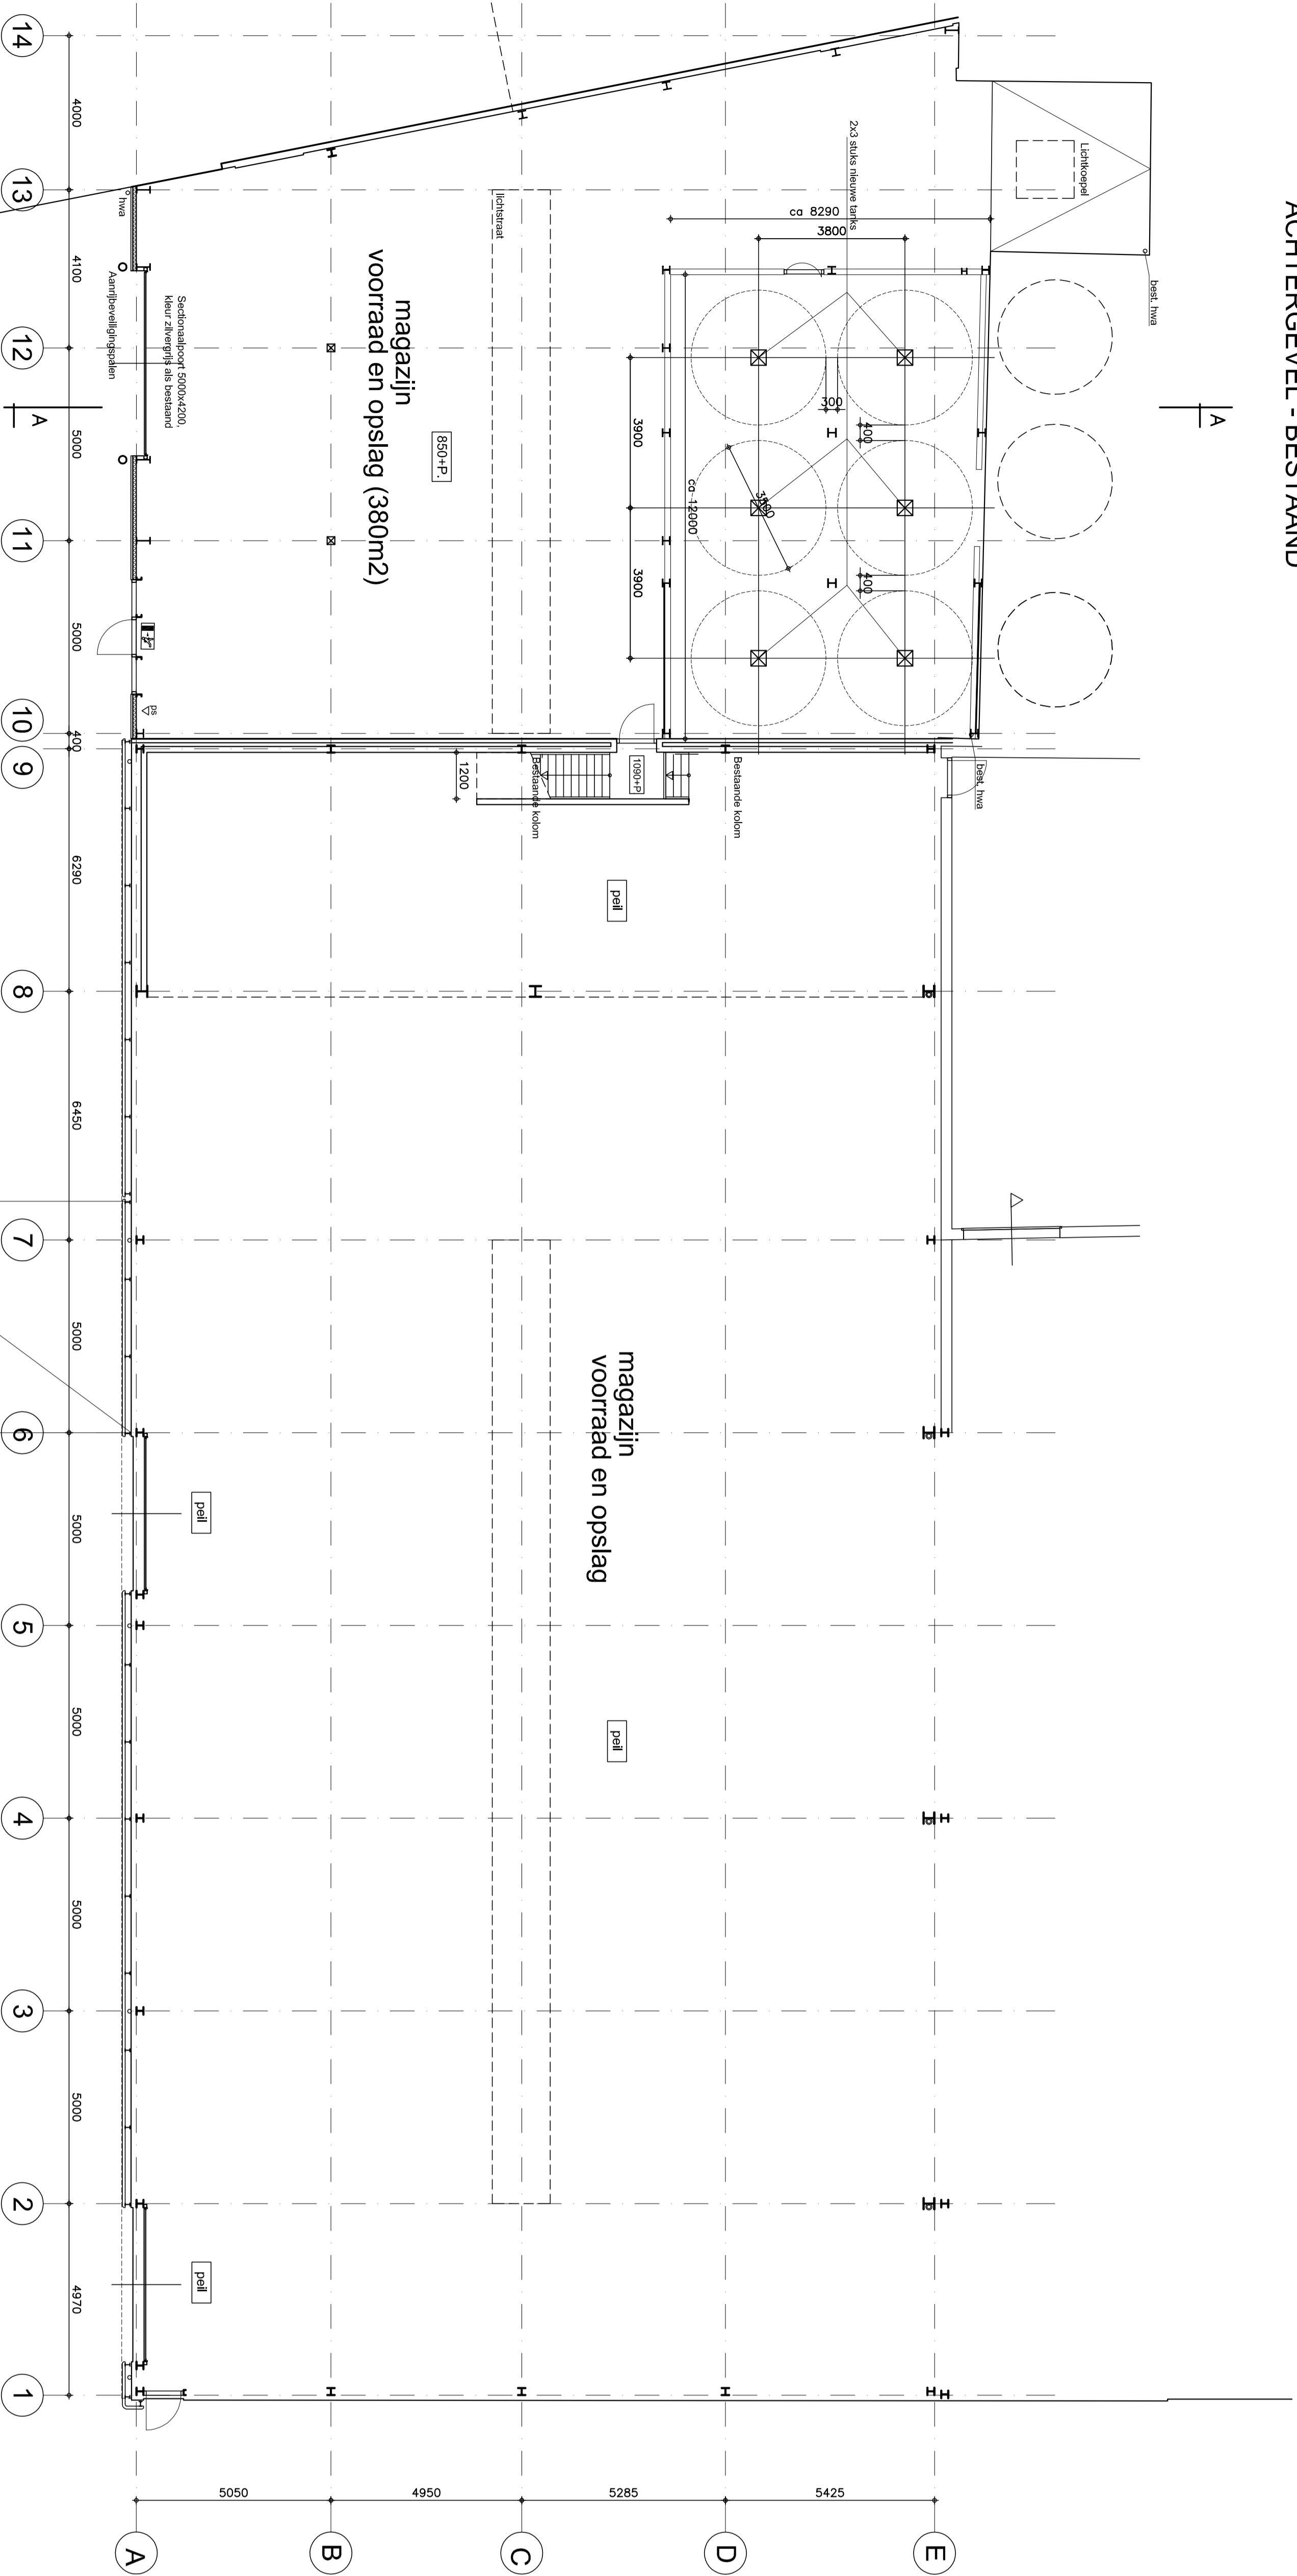 ACHTERGEVEL - BESTAAND
14
13
12
11
10
9
8
7
6
5
4
3
2
1
4000
4100
5000
5000
400
6290
6450
5000
5000
5000
5000
5000
4970
A
B
C
D
E
5050
4950
5285
5425
A
A
Lichtkoepel
best. hwa
best. hwa
2x3 stuks nieuwe tanks
ca 8290
3800
300
400
400
3900
3900
3500
ca 12000
lichtstraat
hwa
Aanrijbeveiligingspalen
Sectionaalpoort 5000x4200,
kleur zilvergrijs als bestaand
magazijn
voorraad en opslag (380m2)
850+P.
ps
1200
1090+P
Bestaande kolom
Bestaande kolom
peil
magazijn
voorraad en opslag
peil
peil
peil